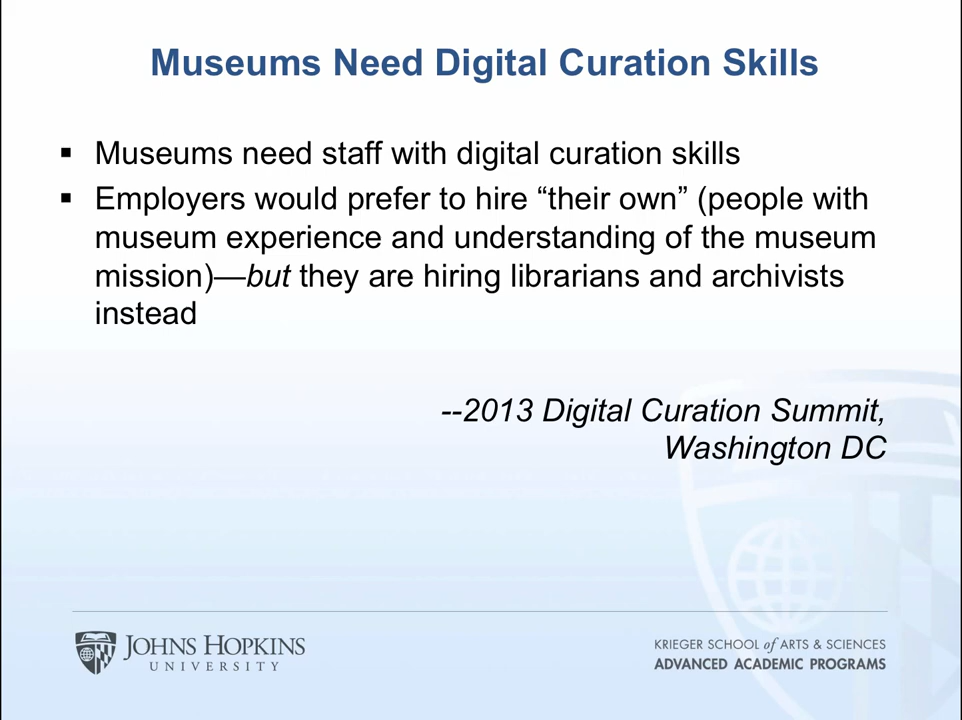 Museums Need Digital Curation Skills
▪ Museums need staff with digital curation skills
▪ Employers would prefer to hire “their own” (people with
museum experience and understanding of the museum
mission)—but they are hiring librarians and archivists
instead
--2013 Digital Curation Summit,
Washington DC
JOHNS HOPKINS
UNIVERSITY
KRIEGER SCHOOL of ARTS & SCIENCES
ADVANCED ACADEMIC PROGRAMS